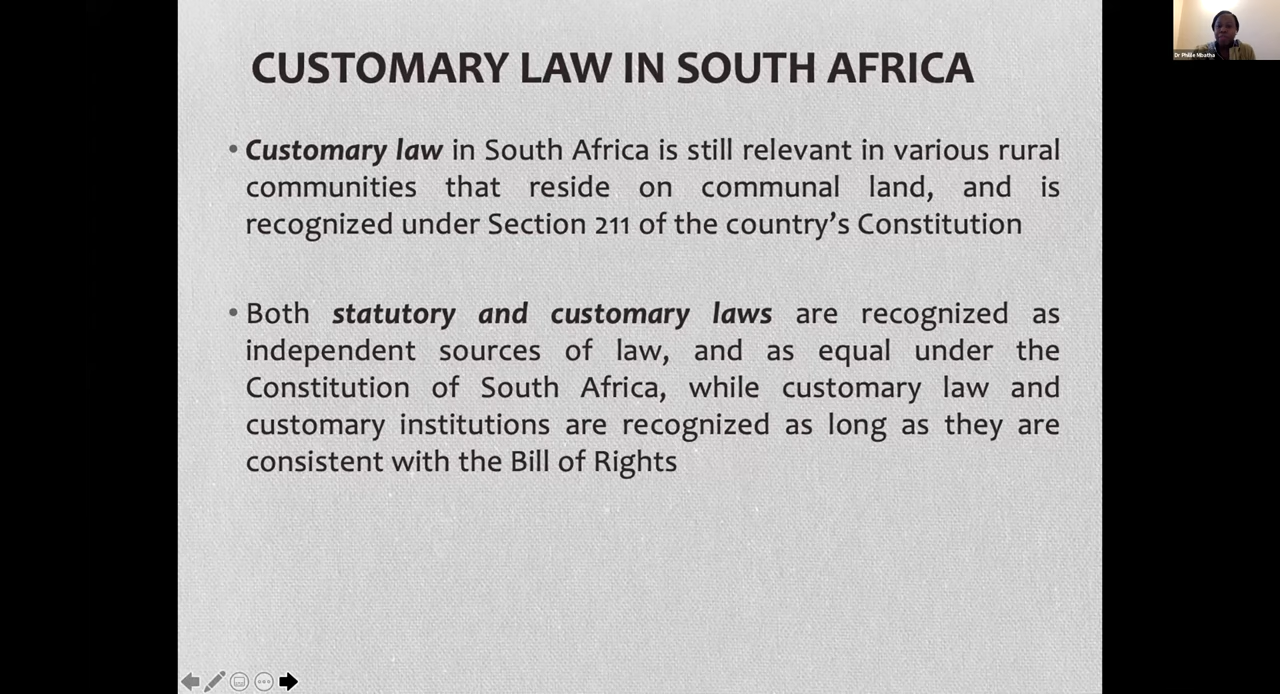 CUSTOMARY LAW IN SOUTH AFRICA
• Customary law in South Africa is still relevant in various rural
communities that reside on communal land, and is
recognized under Section 211 of the country's Constitution
• Both statutory and customary laws are recognized as
independent sources of law, and as equal under the
Constitution of South Africa, while customary law and
customary institutions are recognized as long as they are
consistent with the Bill of Rights
Dr Philile Mbatha